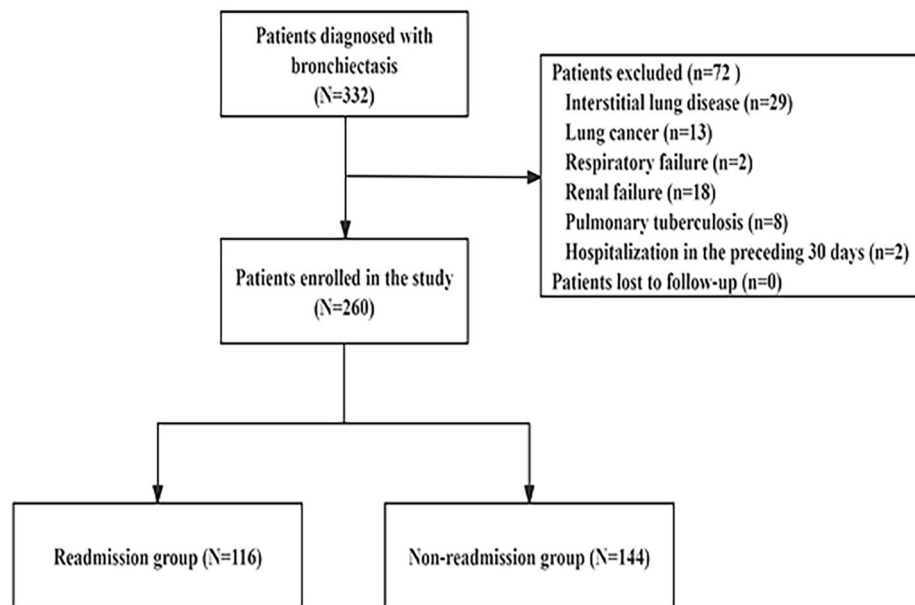 Patients diagnosed with
bronchiectasis
(N=332)
Patients excluded (n=72 )
Interstitial lung disease (n=29)
Lung cancer (n=13)
Respiratory failure (n=2)
Renal failure (n=18)
Pulmonary tuberculosis (n=8)
Hospitalization in the preceding 30 days (n=2)
Patients lost to follow-up (n=0)
Patients enrolled in the study
(N=260)
Readmission group (N=116)
Non-readmission group (N=144)